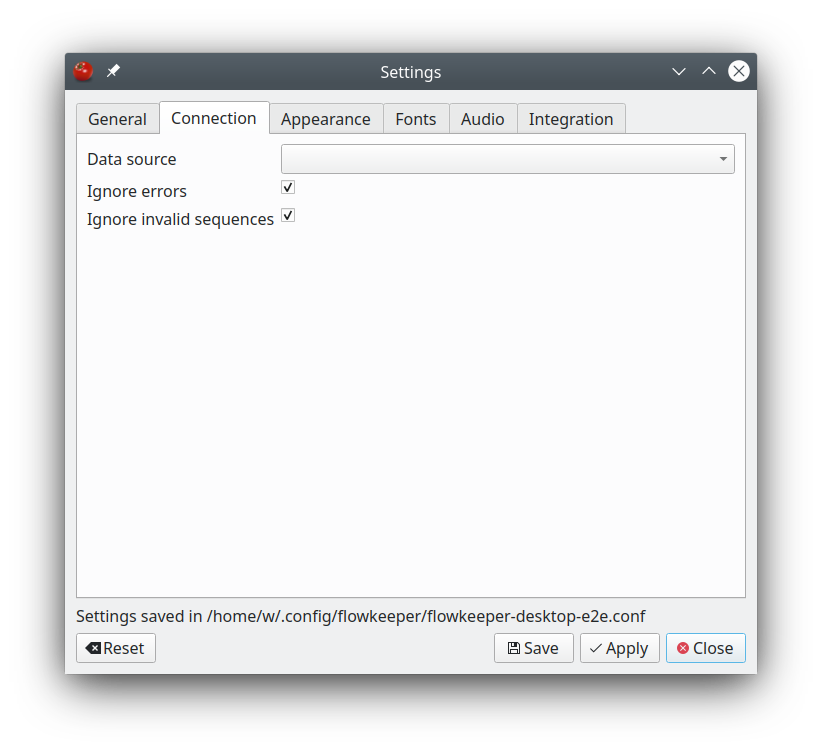 Settings
General Connection Appearance Fonts Audio Integration
Data source
Ignore errors
Ignore invalid sequences
Settings saved in /home/w/.config/flowkeeper/flowkeeper-desktop-e2e.conf
Reset Save Apply Close